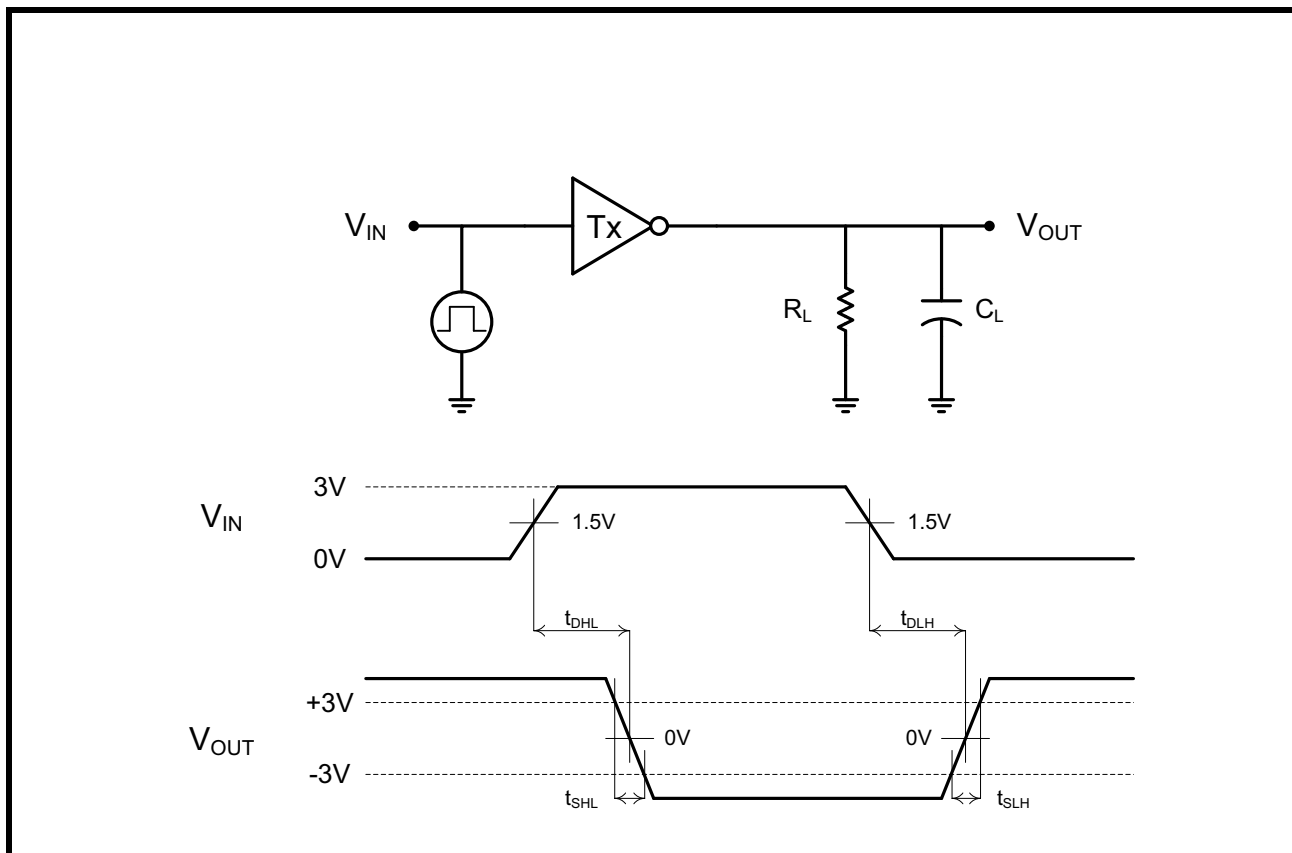 V_IN Tx V_OUT
R_L C_L
3V
V_IN 1.5V 1.5V
0V
t_DHL t_DLH
+3V
V_OUT 0V 0V
-3V
t_SHL t_SLH